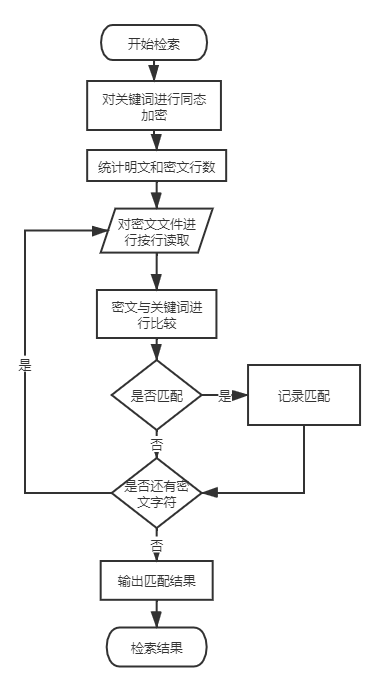 开始检索
对关键词进行同态
加密
统计明文和密文行数
对密文文件进
行按行读取
密文与关键词进
行比较
是
是否匹配
是
记录匹配
否
是否还有密
文字符
否
输出匹配结果
检索结果